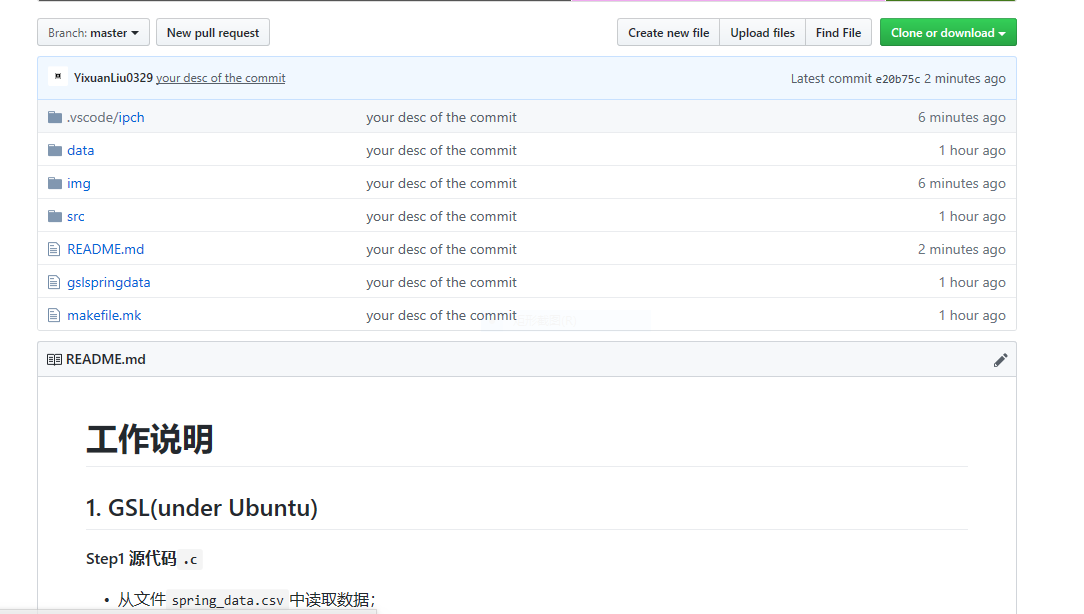 Branch: master New pull request Create new file Upload files Find File Clone or download
YixuanLiu0329 your desc of the commit Latest commit e20b75c 2 minutes ago
.vscode/ipch your desc of the commit 6 minutes ago
data your desc of the commit 1 hour ago
img your desc of the commit 6 minutes ago
src your desc of the commit 1 hour ago
README.md your desc of the commit 2 minutes ago
gslspringdata your desc of the commit 1 hour ago
makefile.mk your desc of the commit 1 hour ago
README.md
工作说明
1. GSL(under Ubuntu)
Step1 源代码 .c
• 从文件 spring_data.csv 中读取数据；